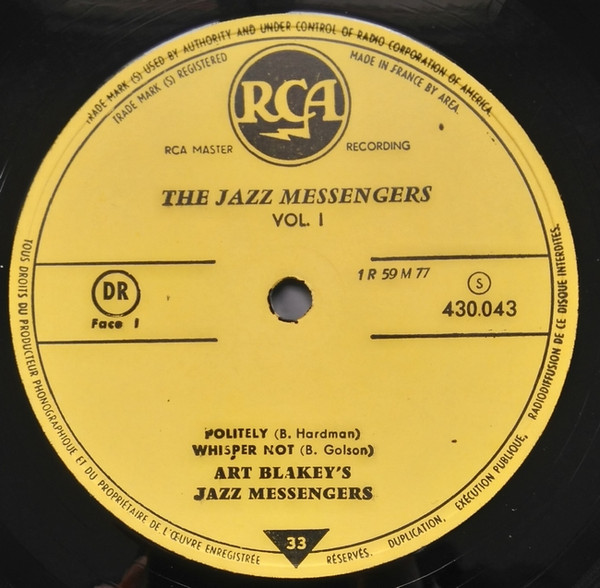 TRADE MARK (S) USED BY AUTHORITY AND UNDER CONTROL OF RADIO CORPORATION OF AMERICA.
TRADE MARK (S) REGISTERED
MADE IN FRANCE BY AREA.
RCA
RCA MASTER RECORDING
THE JAZZ MESSENGERS
VOL. I
1 R 59 M 77
DR
S
Face 1
430.043
POLITELY (B. Hardman)
WHISPER NOT (B. Golson)
ART BLAKEY'S
JAZZ MESSENGERS
33
TOUS DROITS DU PRODUCTEUR PHONOGRAPHIQUE ET DU PROPRIÉTAIRE DE L'ŒUVRE ENREGISTRÉE RÉSERVÉS. DUPLICATION, EXÉCUTION PUBLIQUE, RADIODIFFUSION DE CE DISQUE INTERDITES.